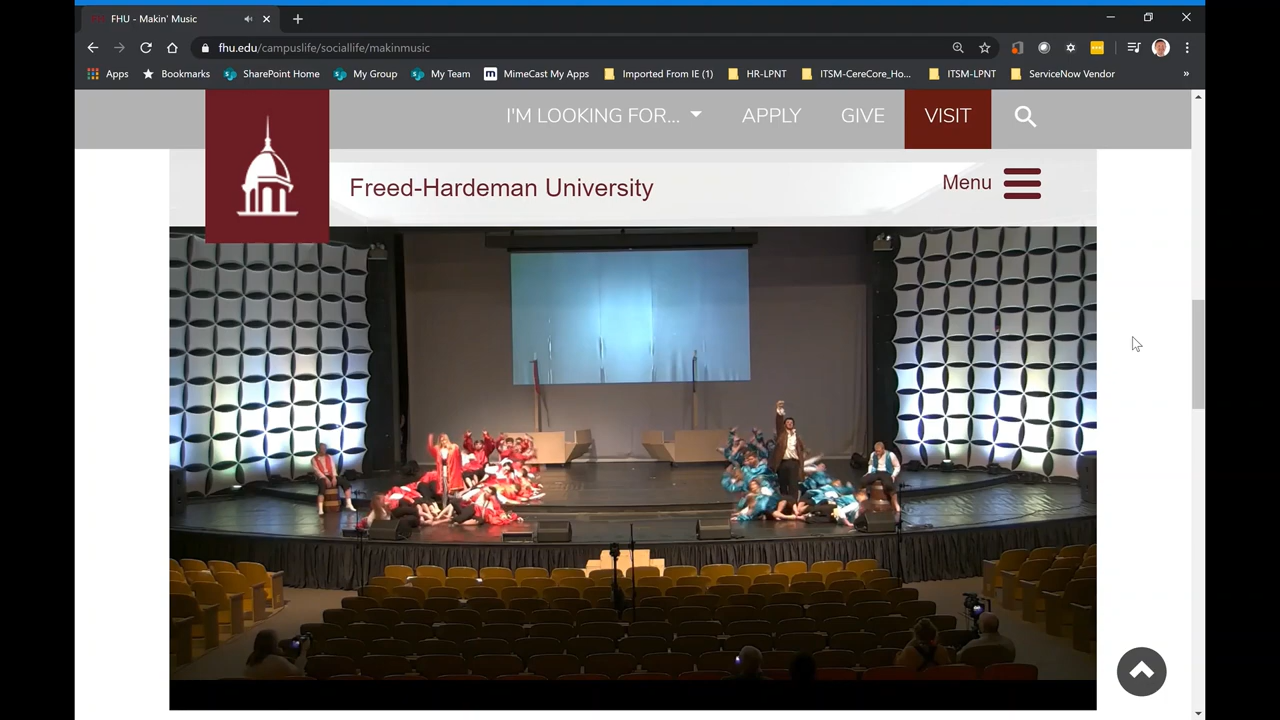 FHU - Makin' Music
fhu.edu/campuslife/sociallife/makinmusic
Apps Bookmarks SharePoint Home My Group My Team MimeCast My Apps Imported From IE (1) HR-LPNT ITSM-CereCore_Ho... ITSM-LPNT ServiceNow Vendor »
I'M LOOKING FOR... APPLY GIVE VISIT
Freed-Hardeman University
Menu